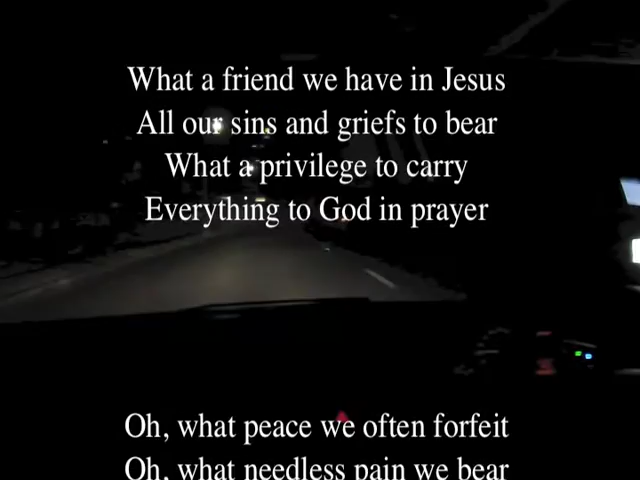 What a friend we have in Jesus
All our sins and griefs to bear
What a privilege to carry
Everything to God in prayer
Oh, what peace we often forfeit
Oh, what needless pain we bear